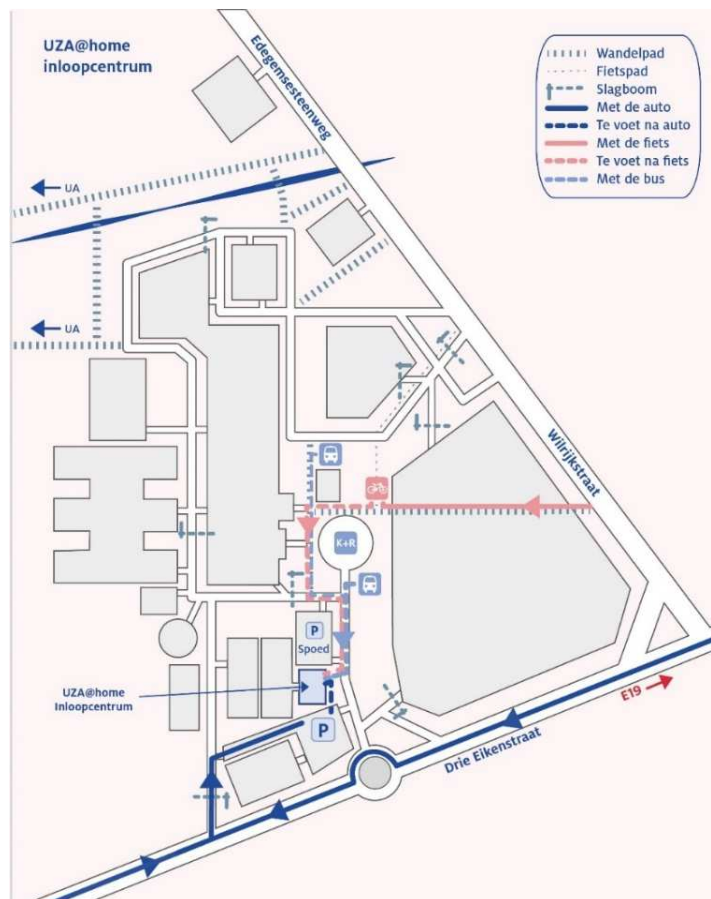 UZA@home
inloopcentrum
Edegemsesteenweg
Wandelpad
Fietspad
Slagboom
Met de auto
Te voet na auto
Met de fiets
Te voet na fiets
Met de bus
UA
UA
Wilrijkstraat
K+R
P
Spoed
UZA@home
Inloopcentrum
P
E19
Drie Eikenstraat